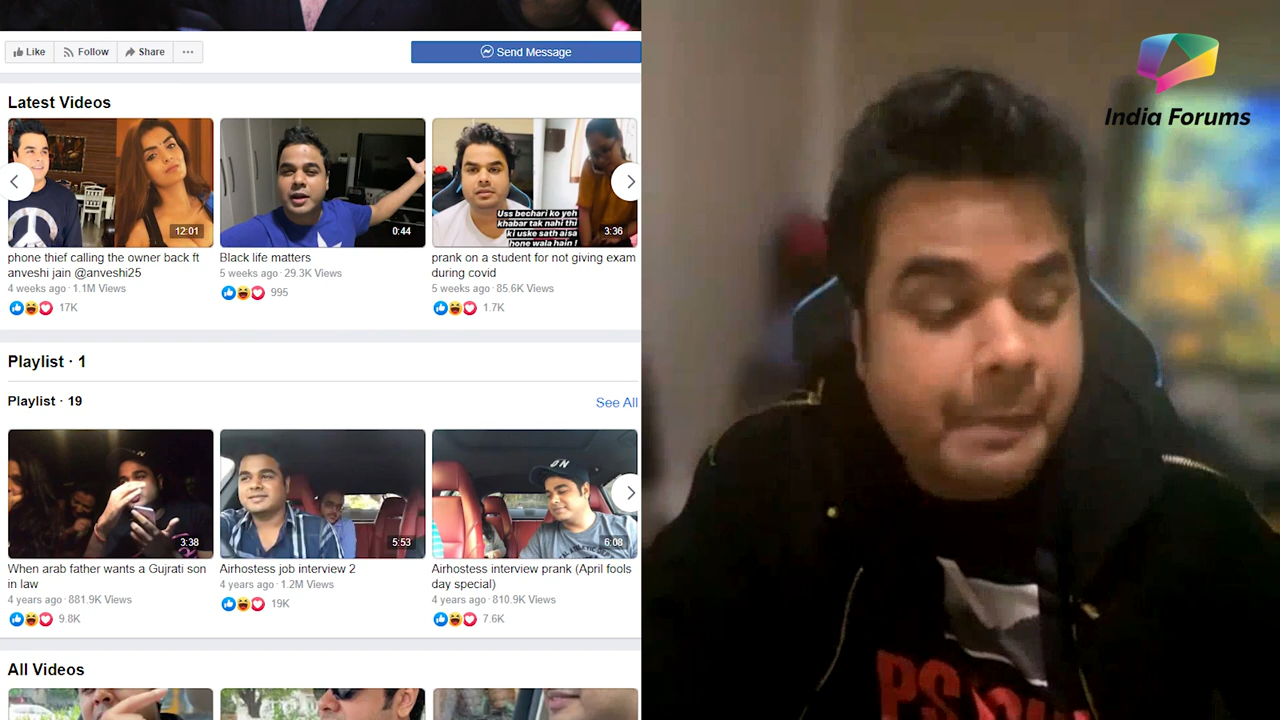 Like
Follow
Share
Send Message
Latest Videos
12:01
0:44
Uss bechari ko yeh
khabar tak nahi thi
ki uske sath aisa
hone wala hain !
3:36
phone thief calling the owner back ft
anveshi jain @anveshi25
4 weeks ago · 1.1M Views
17K
Black life matters
5 weeks ago · 29.3K Views
995
prank on a student for not giving exam
during covid
5 weeks ago · 85.6K Views
1.7K
Playlist · 1
Playlist · 19
See All
3:38
5:53
6:08
When arab father wants a Gujrati son
in law
4 years ago · 881.9K Views
9.8K
Airhostess job interview 2
4 years ago · 1.2M Views
19K
Airhostess interview prank (April fools
day special)
4 years ago · 810.9K Views
7.6K
All Videos
India Forums